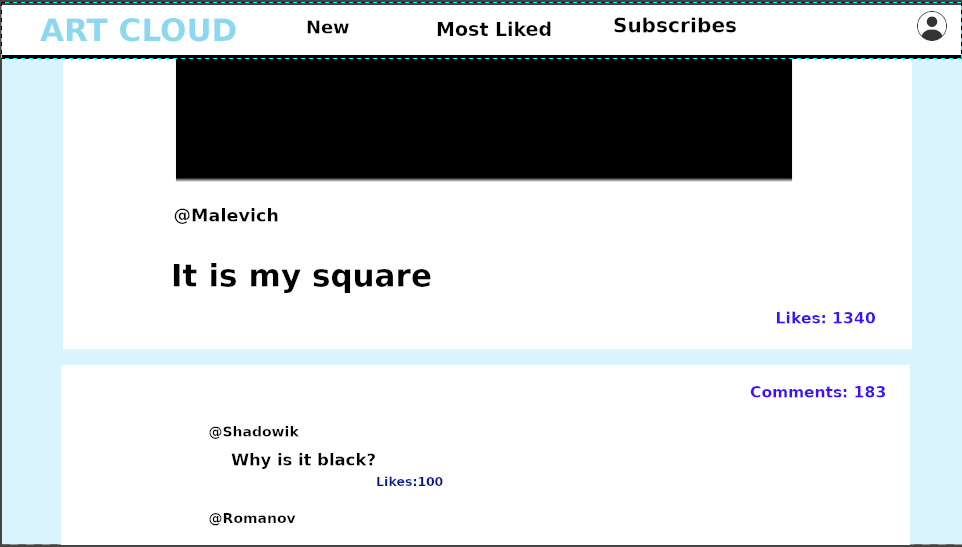 ART CLOUD
New
Most Liked
Subscribes
@Malevich
It is my square
Likes: 1340
Comments: 183
@Shadowik
Why is it black?
Likes:100
@Romanov